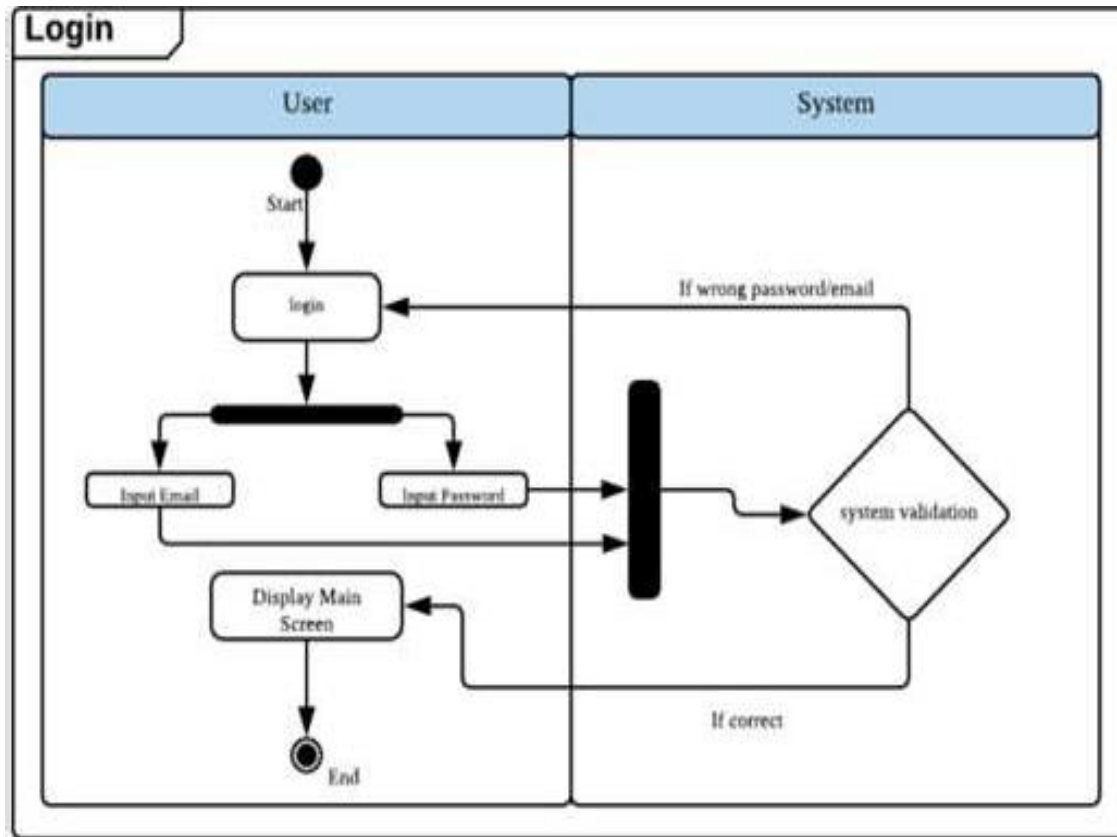 Login
User
System
Start
login
If wrong password/email
Input Email
Input Password
system validation
Display Main
Screen
If correct
End